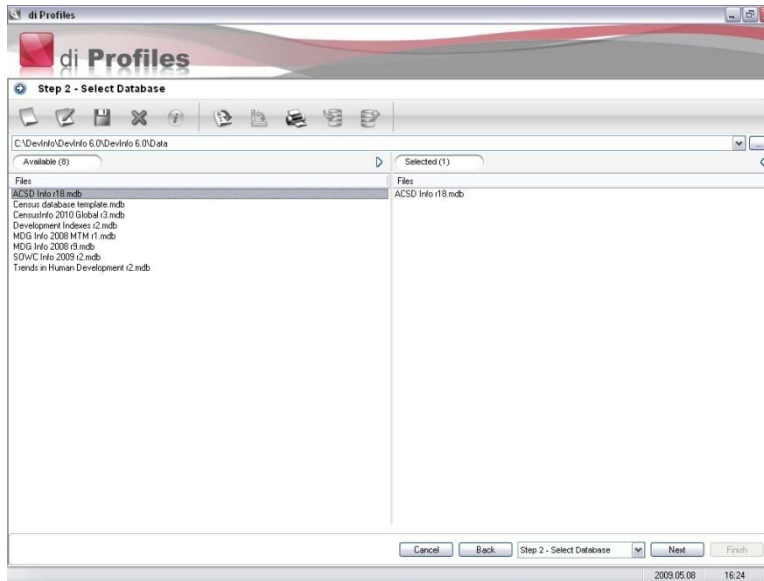 di Profiles
di Profiles
Step 2 - Select Database
C:\DevInfo\DevInfo 6.0\DevInfo 6.0\Data
...
Available (8)
Selected (1)
Files
Files
ACSD Info r18.mdb
ACSD Info r18.mdb
Census database template.mdb
CensusInfo 2010 Global r3.mdb
Development Indexes r2.mdb
MDG Info 2008 MTM r1.mdb
MDG Info 2008 r9.mdb
SOWC Info 2009 r2.mdb
Trends in Human Development r2.mdb
Cancel Back Step 2 - Select Database Next Finish
2009.05.08 16:24